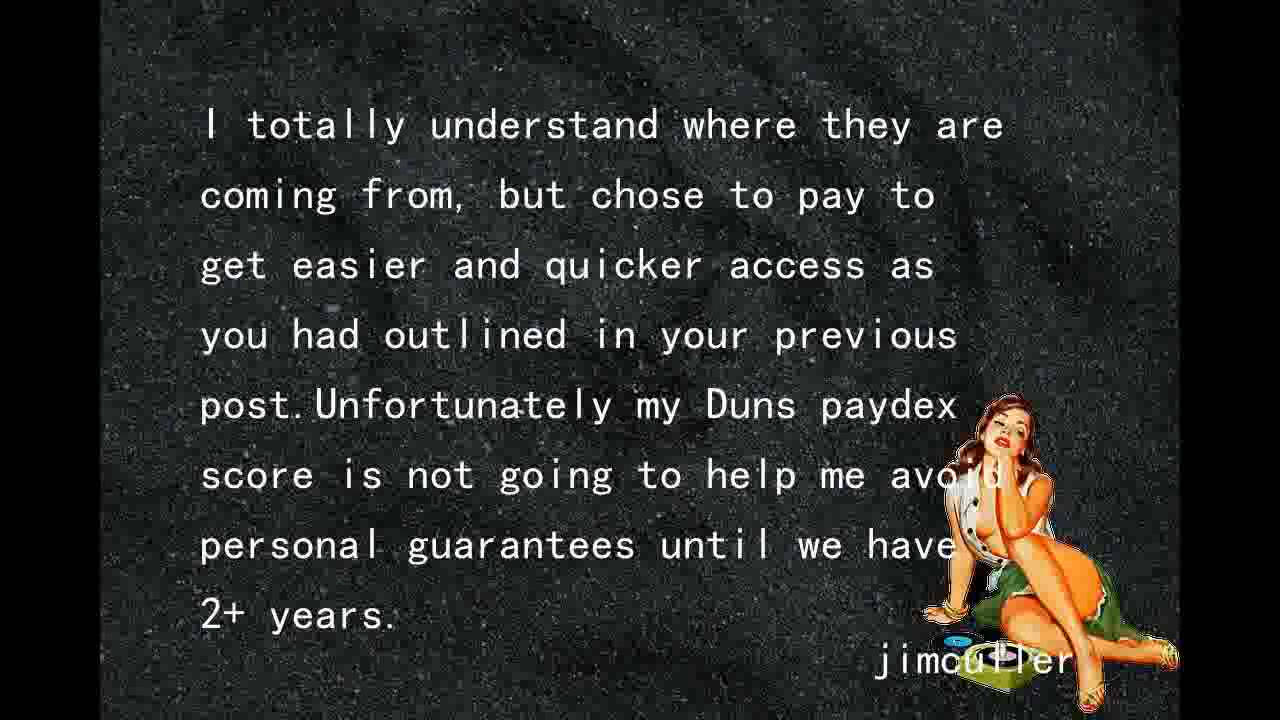 I totally understand where they are
coming from, but chose to pay to
get easier and quicker access as
you had outlined in your previous
post.Unfortunately my Duns paydex
score is not going to help me avoid
personal guarantees until we have
2+ years.
jimculler